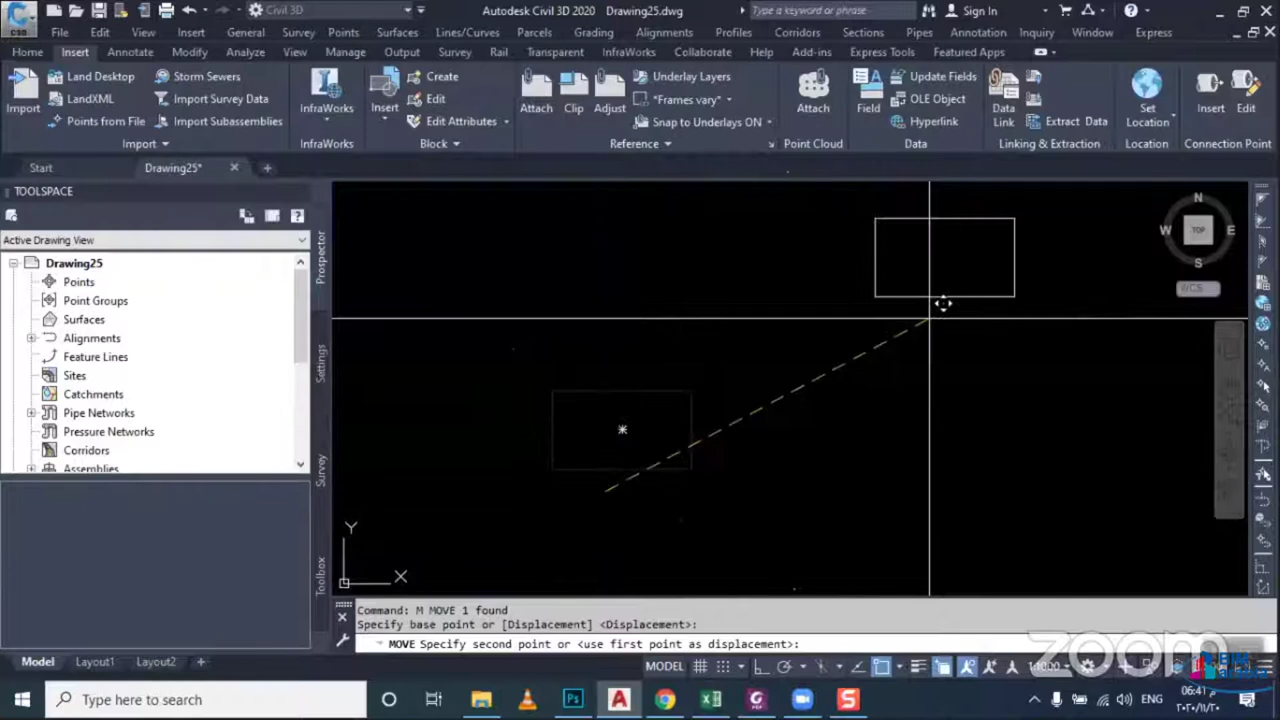 C3D
Civil 3D
Autodesk Civil 3D 2020 Drawing25.dwg
Type a keyword or phrase
Sign In
File Edit View Insert General Survey Points Surfaces Lines/Curves Parcels Grading Alignments Profiles Corridors Sections Pipes Annotation Inquiry Window Express
Home Insert Annotate Modify Analyze View Manage Output Survey Rail Transparent InfraWorks Collaborate Help Add-ins Express Tools Featured Apps
Import
Land Desktop
LandXML
Points from File
Storm Sewers
Import Survey Data
Import Subassemblies
InfraWorks
Insert
Create
Edit
Edit Attributes
Attach
Clip
Adjust
Underlay Layers
*Frames vary*
Snap to Underlays ON
Attach
Field
Update Fields
OLE Object
Hyperlink
Data
Link
Extract Data
Set
Location
Insert
Edit
Import InfraWorks Block Reference Point Cloud Data Linking & Extraction Location Connection Point
Start Drawing25*
TOOLSPACE
Active Drawing View
Drawing25
Points
Point Groups
Surfaces
Alignments
Feature Lines
Sites
Catchments
Pipe Networks
Pressure Networks
Corridors
Assemblies
Prospector
Settings
Survey
Toolbox
N
W TOP E
S
WCS
Y
X
Command: M MOVE 1 found
Specify base point or [Displacement] <Displacement>:
MOVE Specify second point or <use first point as displacement>:
Model Layout1 Layout2 +
MODEL
zoom
Type here to search
ENG